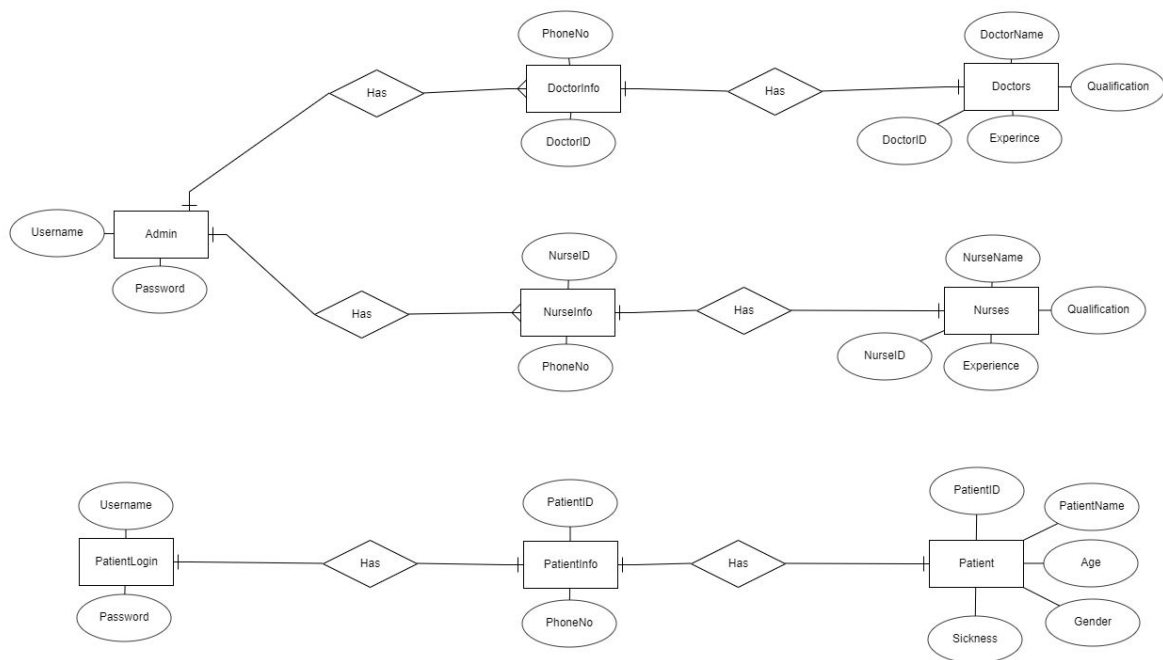 PhoneNo
DoctorName
Has
DoctorInfo
Has
Doctors
Qualification
DoctorID
DoctorID
Experince
Username
Admin
Password
NurseID
NurseName
Has
NurseInfo
Has
Nurses
Qualification
PhoneNo
NurseID
Experience
Username
PatientID
PatientID
PatientName
PatientLogin
Has
PatientInfo
Has
Patient
Age
Password
PhoneNo
Sickness
Gender